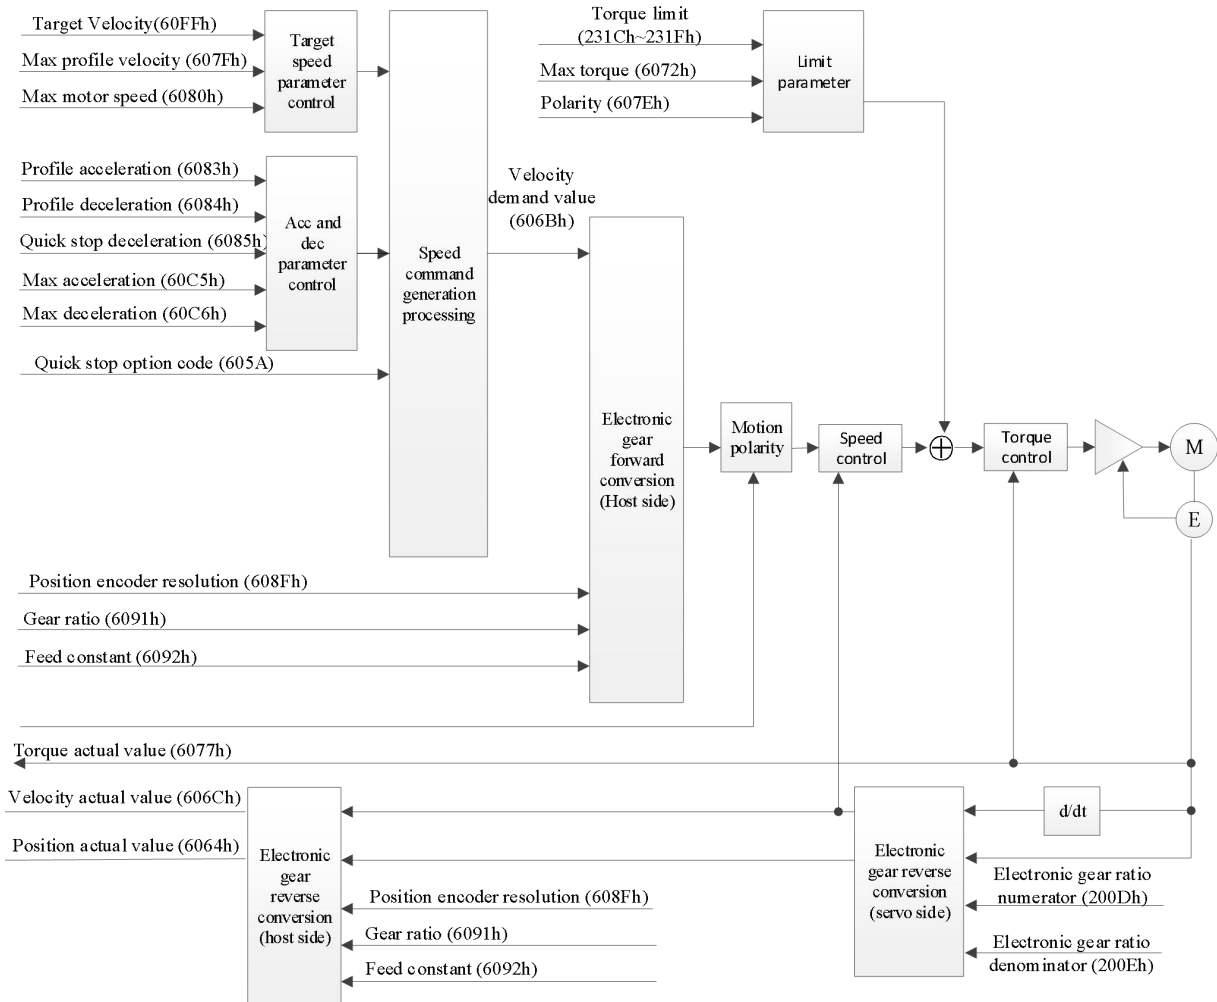 Target Velocity(60FFh)
Max profile velocity (607Fh)
Max motor speed (6080h)
Target
speed
parameter
control
Torque limit
(231Ch~231Fh)
Max torque (6072h)
Polarity (607Eh)
Limit
parameter
Profile acceleration (6083h)
Profile deceleration (6084h)
Quick stop deceleration (6085h)
Max acceleration (60C5h)
Max deceleration (60C6h)
Acc and
dec
parameter
control
Quick stop option code (605A)
Speed
command
generation
processing
Velocity
demand value
(606Bh)
Electronic
gear
forward
conversion
(Host side)
Motion
polarity
Speed
control
Torque
control
M
E
Position encoder resolution (608Fh)
Gear ratio (6091h)
Feed constant (6092h)
Torque actual value (6077h)
Velocity actual value (606Ch)
Position actual value (6064h)
Electronic
gear
reverse
conversion
(host side)
Position encoder resolution (608Fh)
Gear ratio (6091h)
Feed constant (6092h)
Electronic
gear reverse
conversion
(servo side)
d/dt
Electronic gear ratio
numerator (200Dh)
Electronic gear ratio
denominator (200Eh)